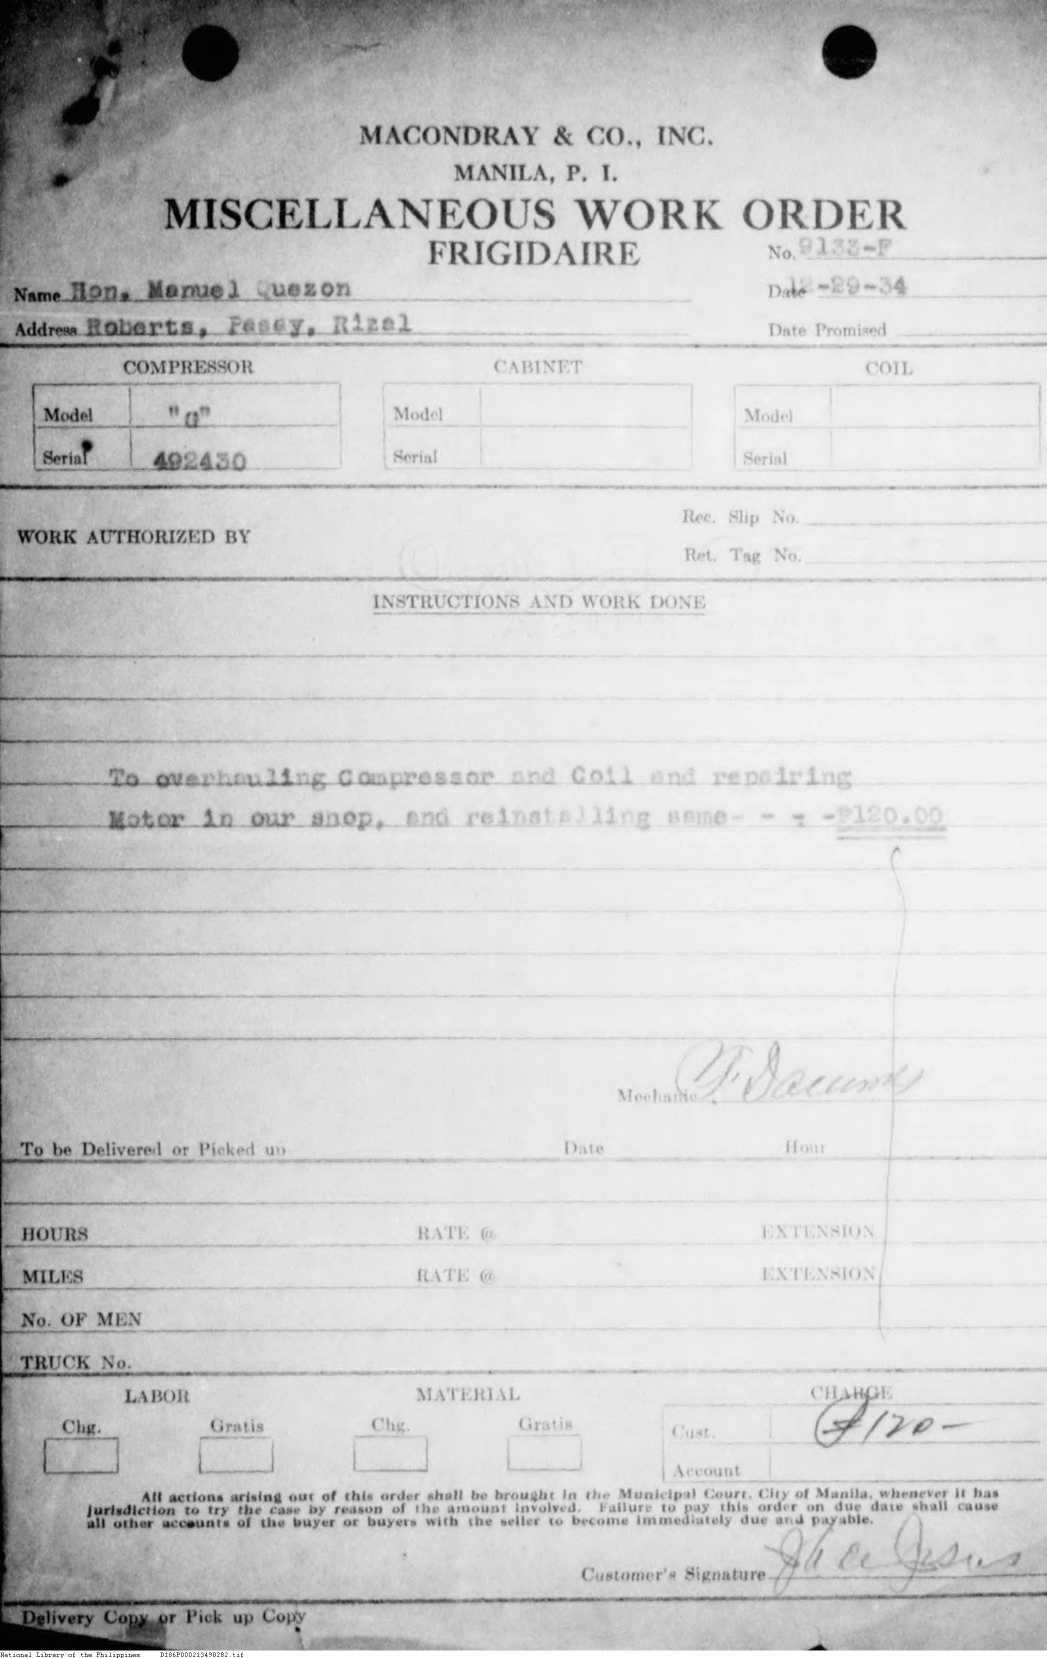 MACONDRAY & CO., INC.
MANILA, P. I.
MISCELLANEOUS WORK ORDER
FRIGIDAIRE
No. 9133-F
Name Hon. Manuel Quezon
Date 12-29-34
Address Roberts, Pasay, Rizal
Date Promised
COMPRESSOR CABINET COIL
Model "G" Model Model
Serial 492430 Serial Serial
Rec. Slip No.
WORK AUTHORIZED BY
Ret. Tag No.
INSTRUCTIONS AND WORK DONE
To overhauling Compressor and Coil and repairing
Motor in our shop, and reinstalling same- - - -₱120.00
Mechanic
To be Delivered or Picked up Date Hour
HOURS RATE @ EXTENSION
MILES RATE @ EXTENSION
No. OF MEN
TRUCK No.
LABOR MATERIAL CHARGE
Chg. Gratis Chg. Gratis Cust. ₱120-
Account
All actions arising out of this order shall be brought in the Municipal Court, City of Manila, whenever it has
jurisdiction to try the case by reason of the amount involved. Failure to pay this order on due date shall cause
all other accounts of the buyer or buyers with the seller to become immediately due and payable.
Customer's Signature
Delivery Copy or Pick up Copy
National Library of the Philippines D186P000213498282.tif